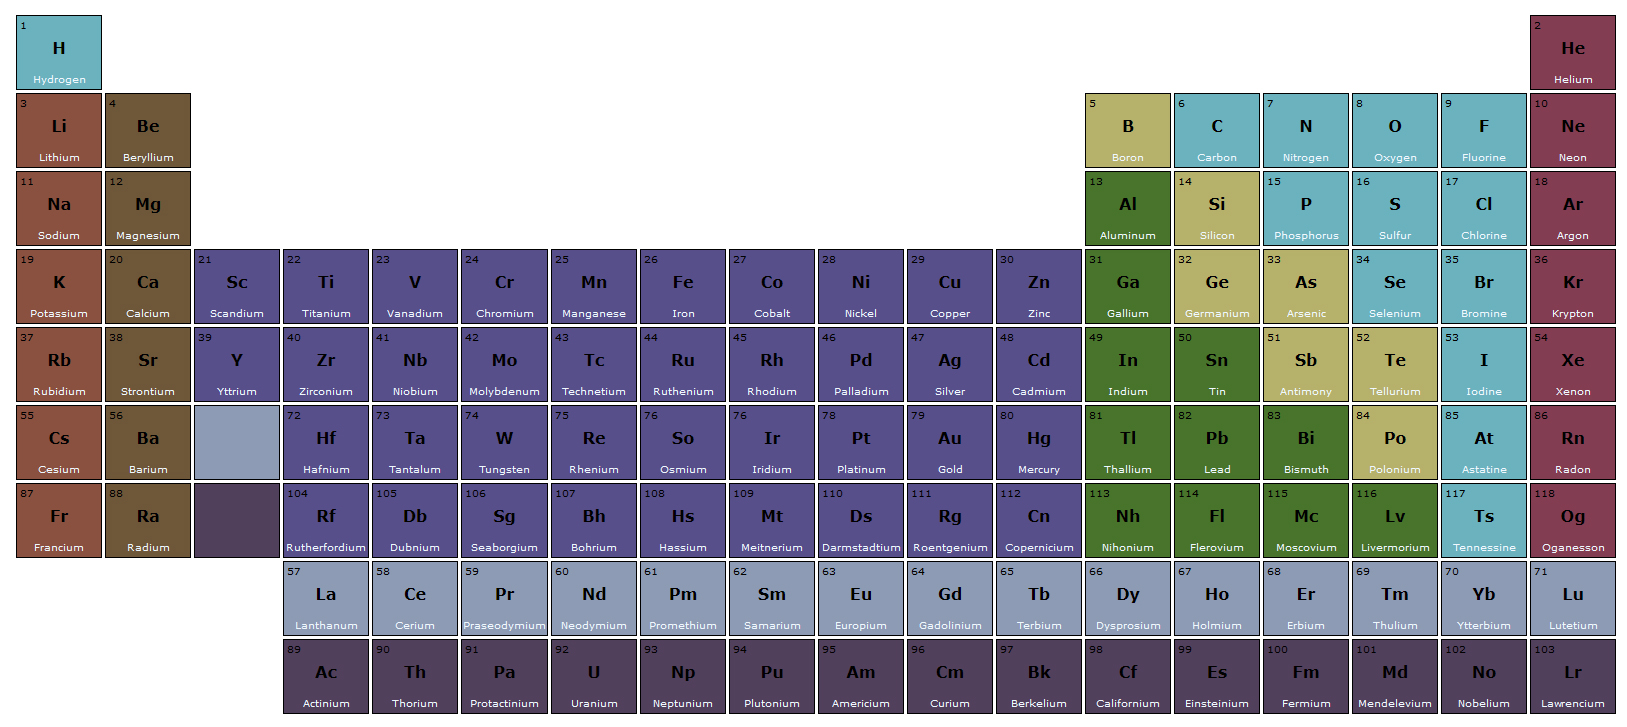 1 2
H He
Hydrogen Helium
3 4 5 6 7 8 9 10
Li Be B C N O F Ne
Lithium Beryllium Boron Carbon Nitrogen Oxygen Fluorine Neon
11 12 13 14 15 16 17 18
Na Mg Al Si P S Cl Ar
Sodium Magnesium Aluminum Silicon Phosphorus Sulfur Chlorine Argon
19 20 21 22 23 24 25 26 27 28 29 30 31 32 33 34 35 36
K Ca Sc Ti V Cr Mn Fe Co Ni Cu Zn Ga Ge As Se Br Kr
Potassium Calcium Scandium Titanium Vanadium Chromium Manganese Iron Cobalt Nickel Copper Zinc Gallium Germanium Arsenic Selenium Bromine Krypton
37 38 39 40 41 42 43 44 45 46 47 48 49 50 51 52 53 54
Rb Sr Y Zr Nb Mo Tc Ru Rh Pd Ag Cd In Sn Sb Te I Xe
Rubidium Strontium Yttrium Zirconium Niobium Molybdenum Technetium Ruthenium Rhodium Palladium Silver Cadmium Indium Tin Antimony Tellurium Iodine Xenon
55 56 72 73 74 75 76 76 78 79 80 81 82 83 84 85 86
Cs Ba Hf Ta W Re So Ir Pt Au Hg Tl Pb Bi Po At Rn
Cesium Barium Hafnium Tantalum Tungsten Rhenium Osmium Iridium Platinum Gold Mercury Thallium Lead Bismuth Polonium Astatine Radon
87 88 104 105 106 107 108 109 110 111 112 113 114 115 116 117 118
Fr Ra Rf Db Sg Bh Hs Mt Ds Rg Cn Nh Fl Mc Lv Ts Og
Francium Radium Rutherfordium Dubnium Seaborgium Bohrium Hassium Meitnerium Darmstadtium Roentgenium Copernicium Nihonium Flerovium Moscovium Livermorium Tennessine Oganesson
57 58 59 60 61 62 63 64 65 66 67 68 69 70 71
La Ce Pr Nd Pm Sm Eu Gd Tb Dy Ho Er Tm Yb Lu
Lanthanum Cerium Praseodymium Neodymium Promethium Samarium Europium Gadolinium Terbium Dysprosium Holmium Erbium Thulium Ytterbium Lutetium
89 90 91 92 93 94 95 96 97 98 99 100 101 102 103
Ac Th Pa U Np Pu Am Cm Bk Cf Es Fm Md No Lr
Actinium Thorium Protactinium Uranium Neptunium Plutonium Americium Curium Berkelium Californium Einsteinium Fermium Mendelevium Nobelium Lawrencium